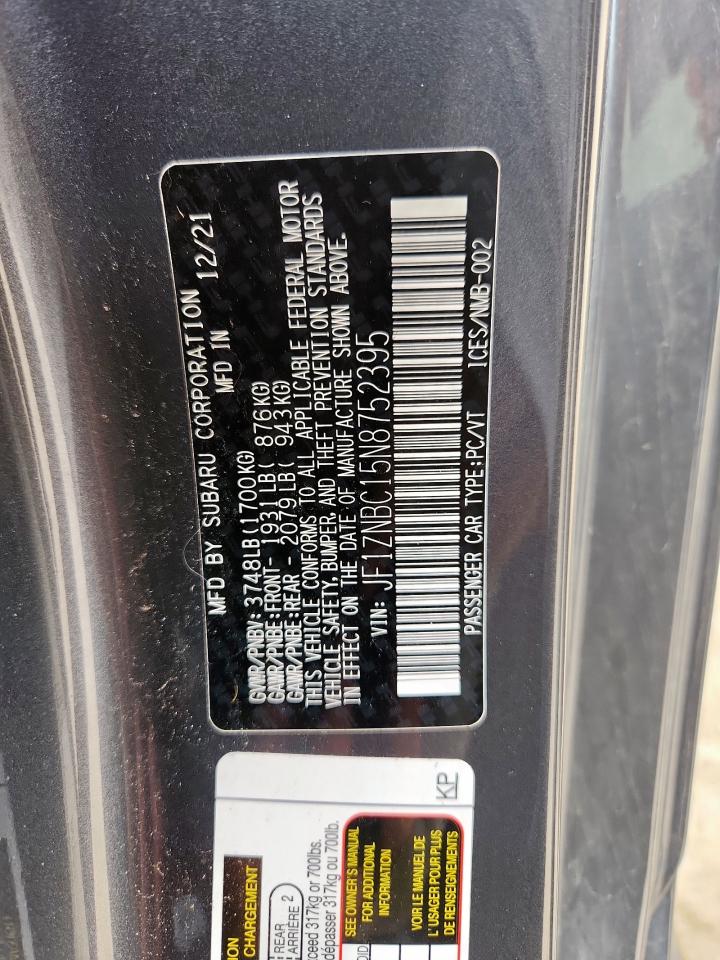 MFD BY SUBARU CORPORATION 12/21
MFD IN
GVWR/PNBV: 3748LB(1700KG)
GAWR/PNBE:FRONT- 1931LB( 876KG)
GAWR/PNBE:REAR - 2079LB( 943KG)
THIS VEHICLE CONFORMS TO ALL APPLICABLE FEDERAL MOTOR
VEHICLE SAFETY, BUMPER, AND THEFT PREVENTION STANDARDS
IN EFFECT ON THE DATE OF MANUFACTURE SHOWN ABOVE.
VIN: JF1ZNBC15N8752395
PASSENGER CAR TYPE:PC/VT ICES/NMB-002
CHARGEMENT
REAR
ARRIÈRE 2
xceed 317kg or 700lbs.
dépasser 317kg ou 700lb.
SEE OWNER'S MANUAL
FOR ADDITIONAL
INFORMATION
VOIR LE MANUEL DE
L'USAGER POUR PLUS
DE RENSEIGNEMENTS
KP